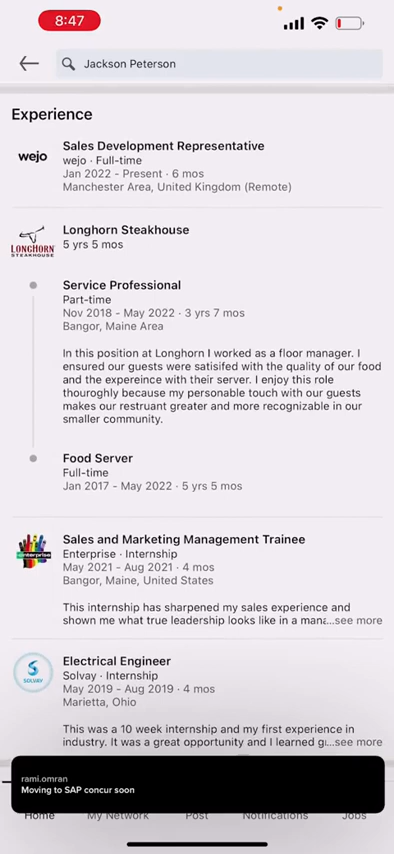 8:47
Jackson Peterson
Experience
wejo
Sales Development Representative
wejo · Full-time
Jan 2022 - Present · 6 mos
Manchester Area, United Kingdom (Remote)
LONGHORN
STEAKHOUSE
Longhorn Steakhouse
5 yrs 5 mos
Service Professional
Part-time
Nov 2018 - May 2022 · 3 yrs 7 mos
Bangor, Maine Area
In this position at Longhorn I worked as a floor manager. I
ensured our guests were satisifed with the quality of our food
and the expereince with their server. I enjoy this role
thouroghly because my personable touch with our guests
makes our restruant greater and more recognizable in our
smaller community.
Food Server
Full-time
Jan 2017 - May 2022 · 5 yrs 5 mos
enterprise
Sales and Marketing Management Trainee
Enterprise · Internship
May 2021 - Aug 2021 · 4 mos
Bangor, Maine, United States
This internship has sharpened my sales experience and
shown me what true leadership looks like in a mana...see more
SOLVAY
Electrical Engineer
Solvay · Internship
May 2019 - Aug 2019 · 4 mos
Marietta, Ohio
This was a 10 week internship and my first experience in
industry. It was a great opportunity and I learned gu...see more
rami.omran
Moving to SAP concur soon
Home My Network Post Notifications Jobs